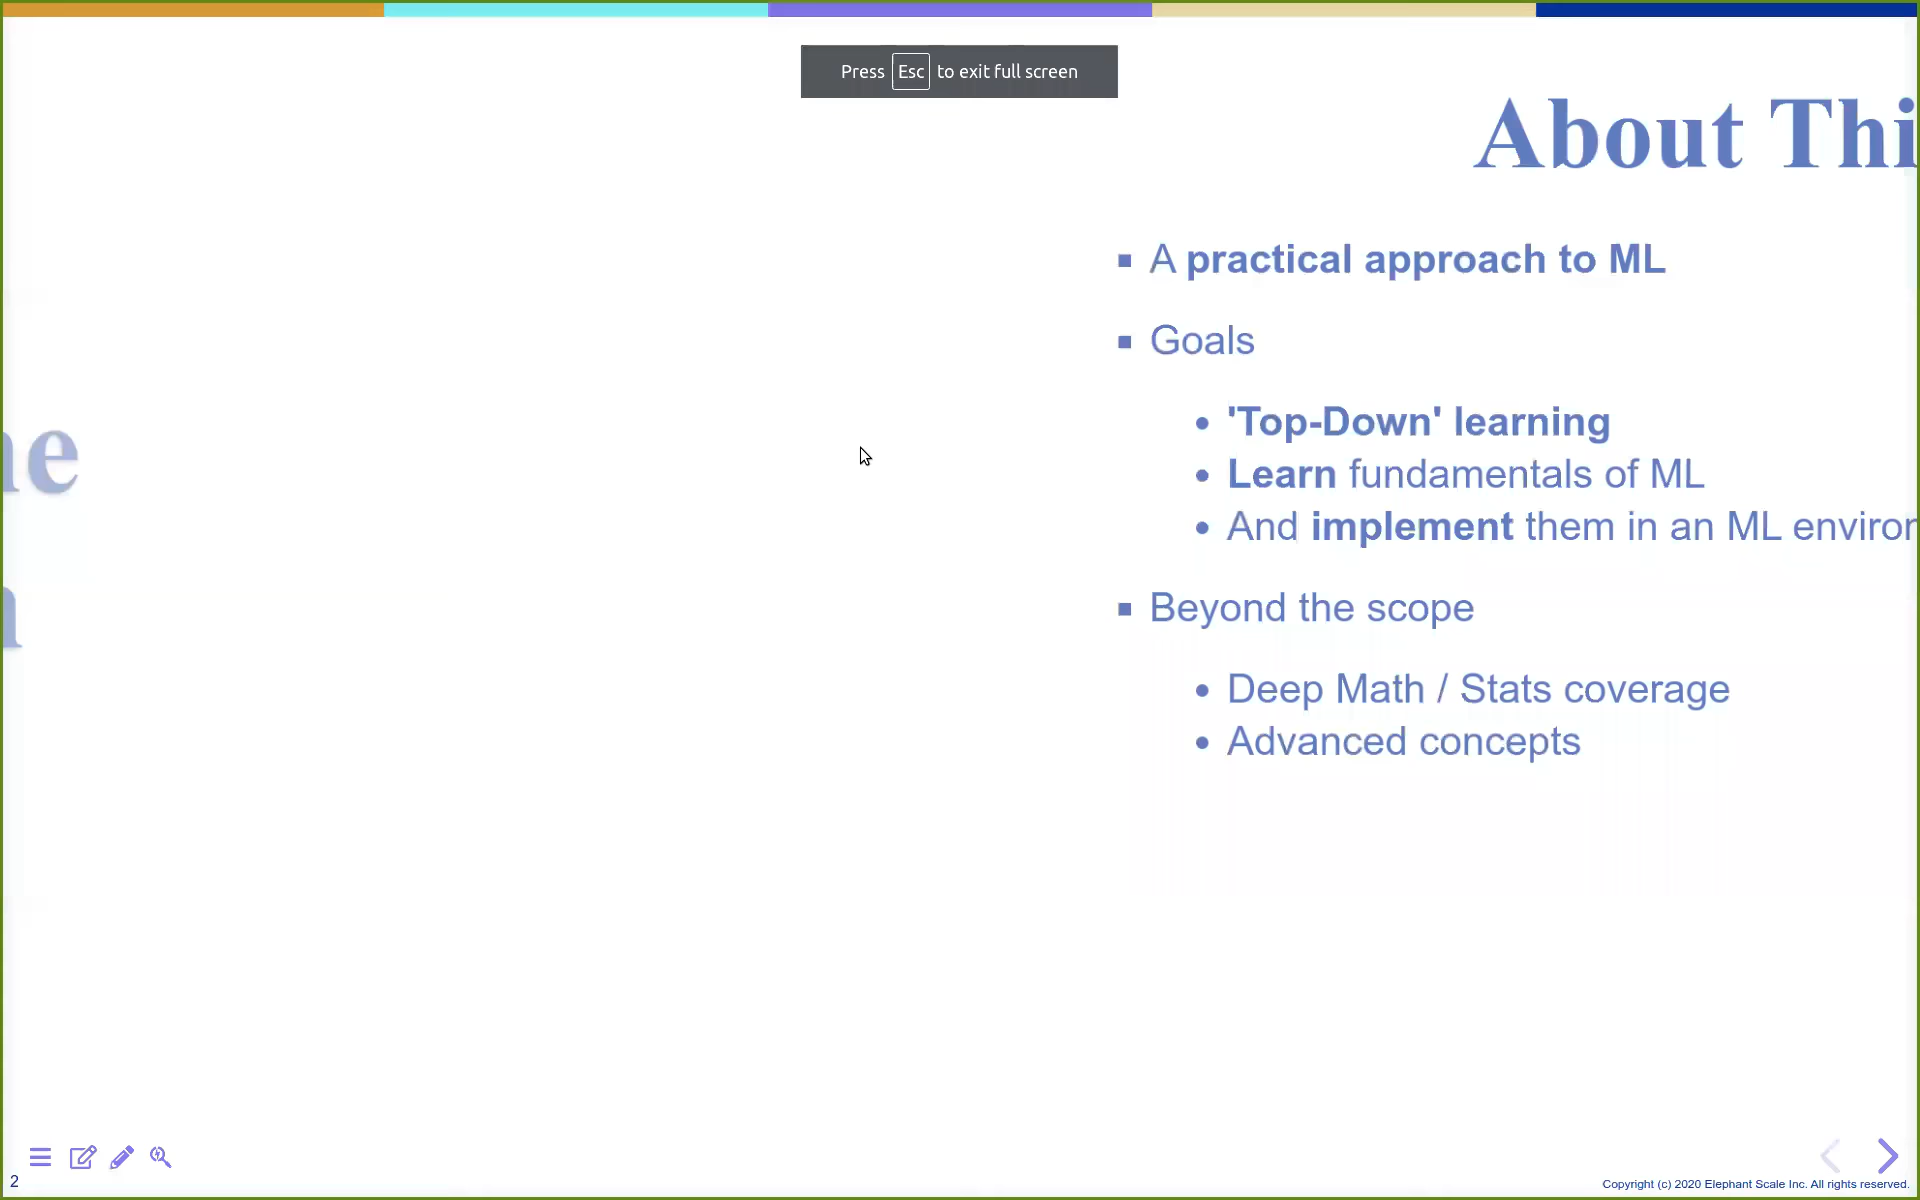 Press Esc to exit full screen
About Thi
A practical approach to ML
Goals
'Top-Down' learning
Learn fundamentals of ML
And implement them in an ML environ
Beyond the scope
Deep Math / Stats coverage
Advanced concepts
2
Copyright (c) 2020 Elephant Scale Inc. All rights reserved.